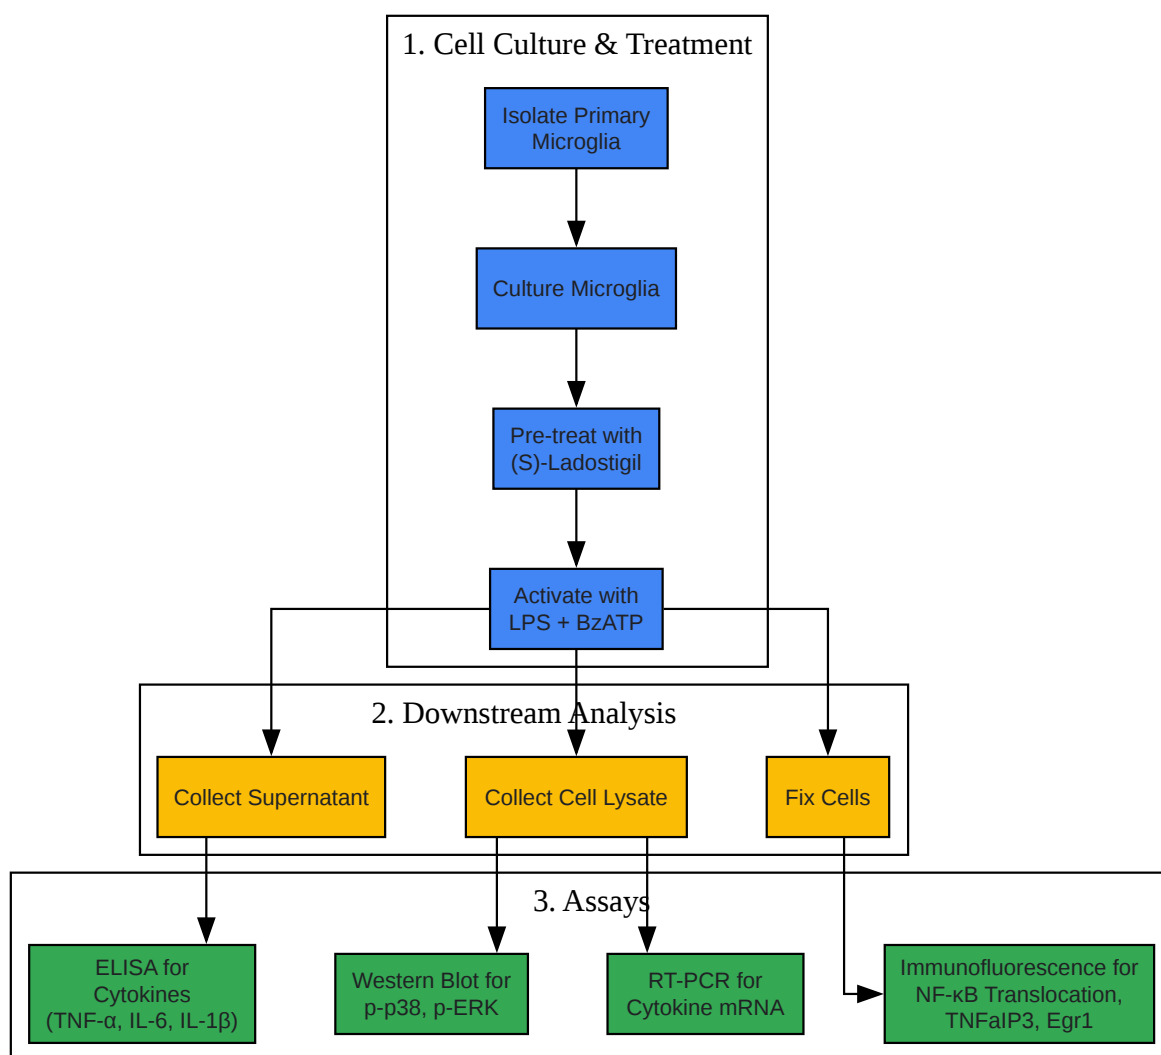 1. Cell Culture & Treatment
Isolate Primary
Microglia
Culture Microglia
Pre-treat with
(S)-Ladostigil
Activate with
LPS + BzATP
2. Downstream Analysis
Collect Supernatant
Collect Cell Lysate
Fix Cells
3. Assays
ELISA for
Cytokines
(TNF-α, IL-6, IL-1β)
Western Blot for
p-p38, p-ERK
RT-PCR for
Cytokine mRNA
Immunofluorescence for
NF-κB Translocation,
TNFaIP3, Egr1